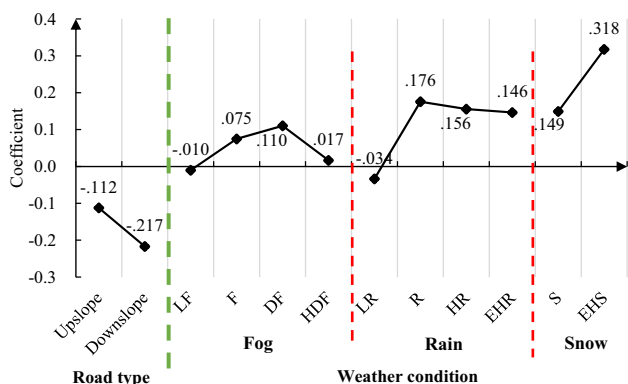 0.4
0.3
0.2
0.1
0.0
-0.1
-0.2
-0.3
Coefficient
-.112
-.217
-.010
.075
.110
.017
-.034
.176
.156
.146
.149
.318
Upslope
Downslope
LF
F
DF
HDF
LR
R
HR
EHR
S
EHS
Fog
Rain
Snow
Road type
Weather condition